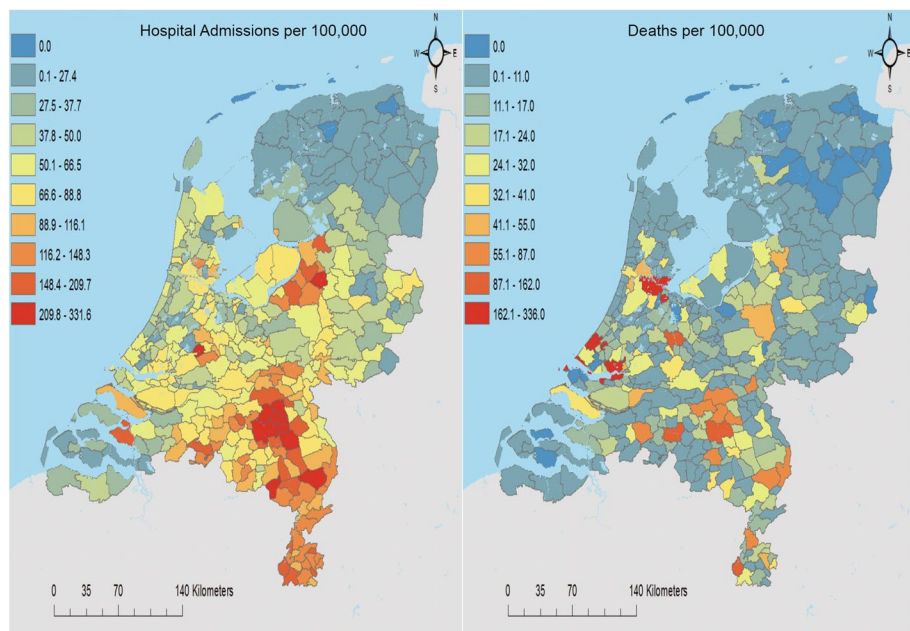 Hospital Admissions per 100,000
N
W E
S
0.0
0.1 - 27.4
27.5 - 37.7
37.8 - 50.0
50.1 - 66.5
66.6 - 88.8
88.9 - 116.1
116.2 - 148.3
148.4 - 209.7
209.8 - 331.6
0 35 70 140 Kilometers
Deaths per 100,000
N
W E
S
0.0
0.1 - 11.0
11.1 - 17.0
17.1 - 24.0
24.1 - 32.0
32.1 - 41.0
41.1 - 55.0
55.1 - 87.0
87.1 - 162.0
162.1 - 336.0
0 35 70 140 Kilometers